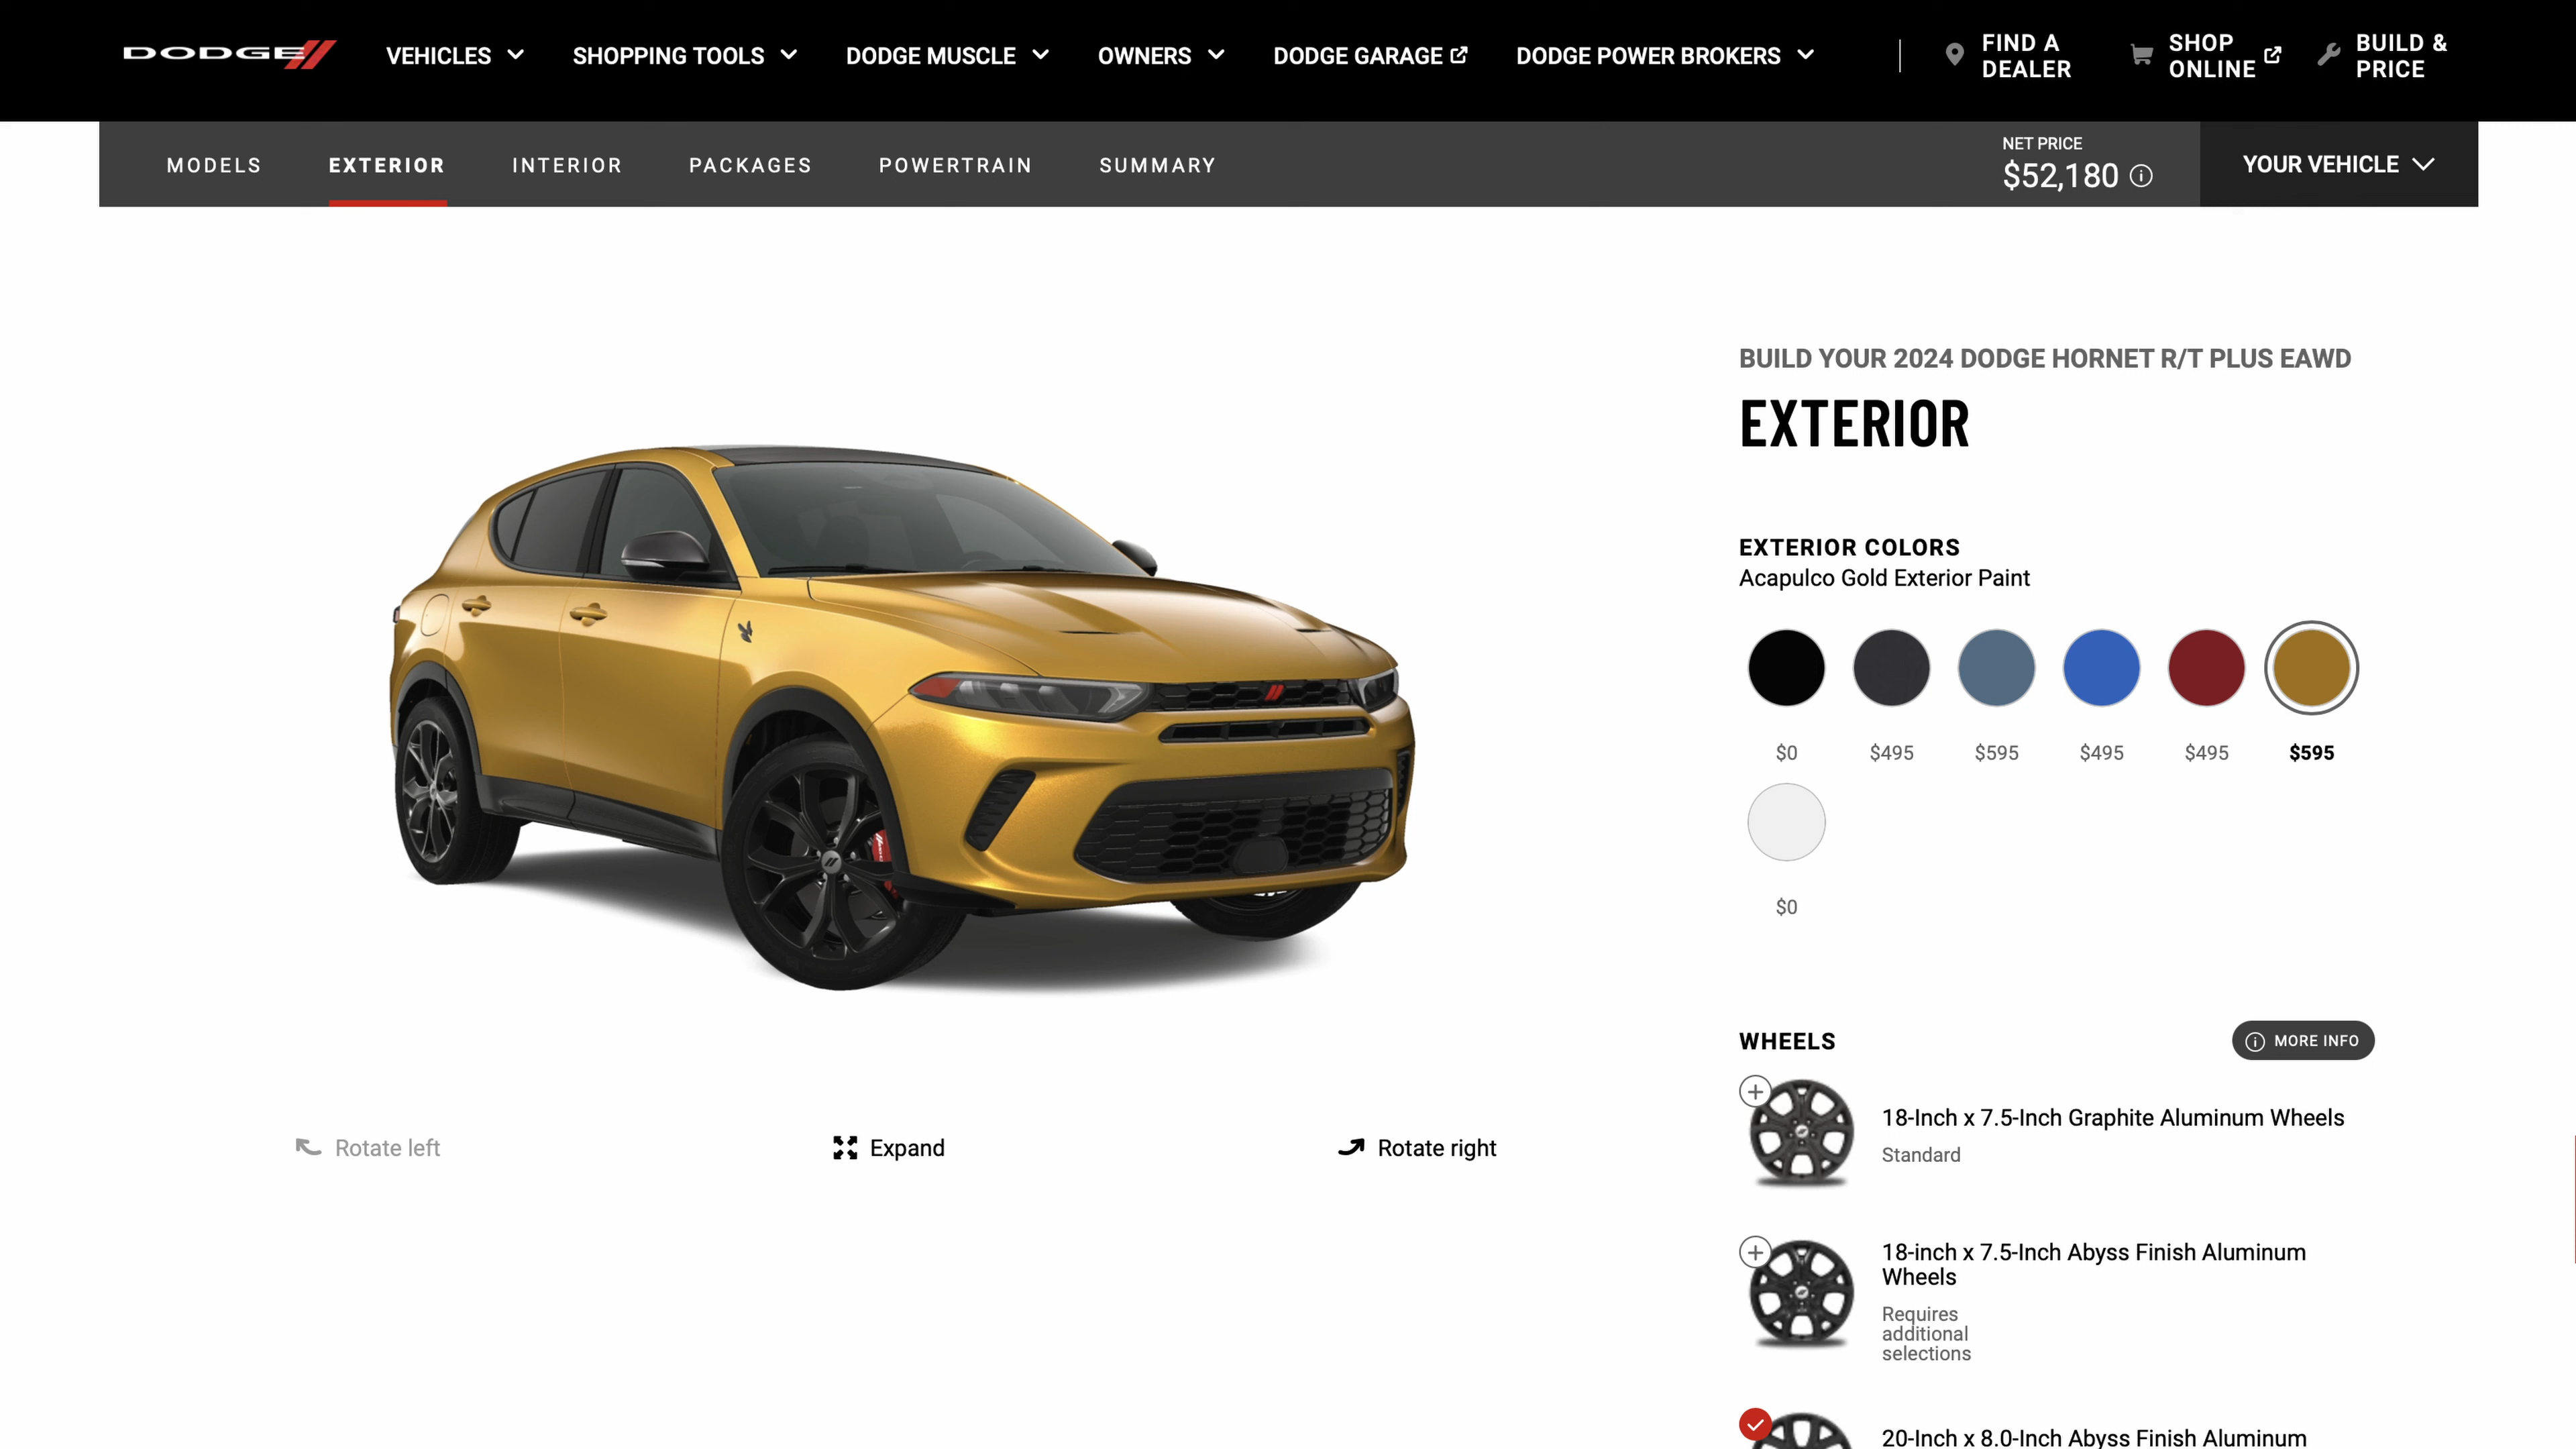 DODGE
VEHICLES
SHOPPING TOOLS
DODGE MUSCLE
OWNERS
DODGE GARAGE
DODGE POWER BROKERS
FIND A
DEALER
SHOP
ONLINE
BUILD &
PRICE
MODELS
EXTERIOR
INTERIOR
PACKAGES
POWERTRAIN
SUMMARY
NET PRICE
$52,180
YOUR VEHICLE
BUILD YOUR 2024 DODGE HORNET R/T PLUS EAWD
EXTERIOR
EXTERIOR COLORS
Acapulco Gold Exterior Paint
$0
$495
$595
$495
$495
$595
$0
WHEELS
MORE INFO
18-Inch x 7.5-Inch Graphite Aluminum Wheels
Standard
18-inch x 7.5-Inch Abyss Finish Aluminum
Wheels
Requires
additional
selections
20-Inch x 8.0-Inch Abyss Finish Aluminum
Rotate left
Expand
Rotate right